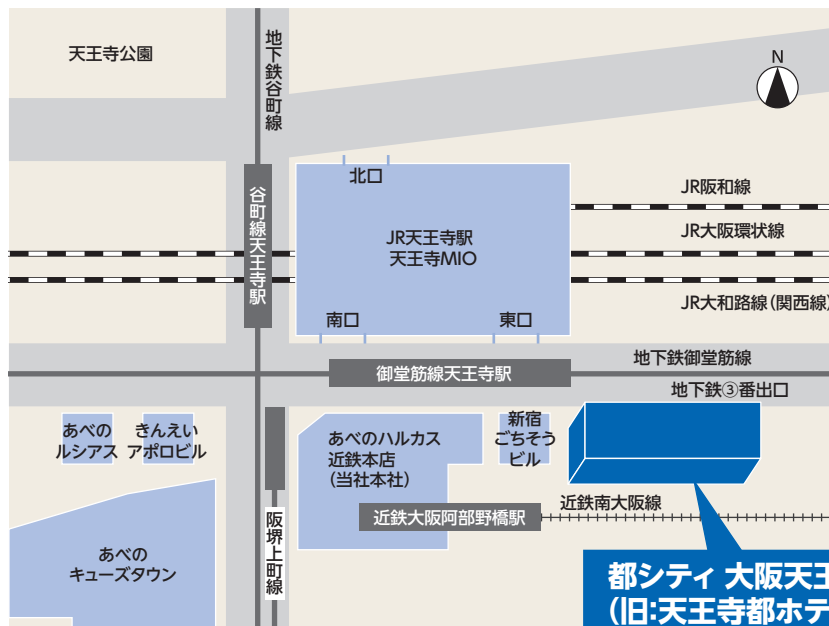 天王寺公園
地下鉄谷町線
N
北口
谷町線天王寺駅
JR天王寺駅
天王寺MIO
JR阪和線
JR大阪環状線
JR大和路線(関西線)
南口
東口
地下鉄御堂筋線
御堂筋線天王寺駅
地下鉄③番出口
あべの
ルシアス
きんえい
アポロビル
あべのハルカス
近鉄本店
(当社本社)
新宿
ごちそう
ビル
近鉄大阪阿部野橋駅
近鉄南大阪線
阪堺上町線
あべの
キューズタウン
都シティ 大阪天王
(旧:天王寺都ホテ